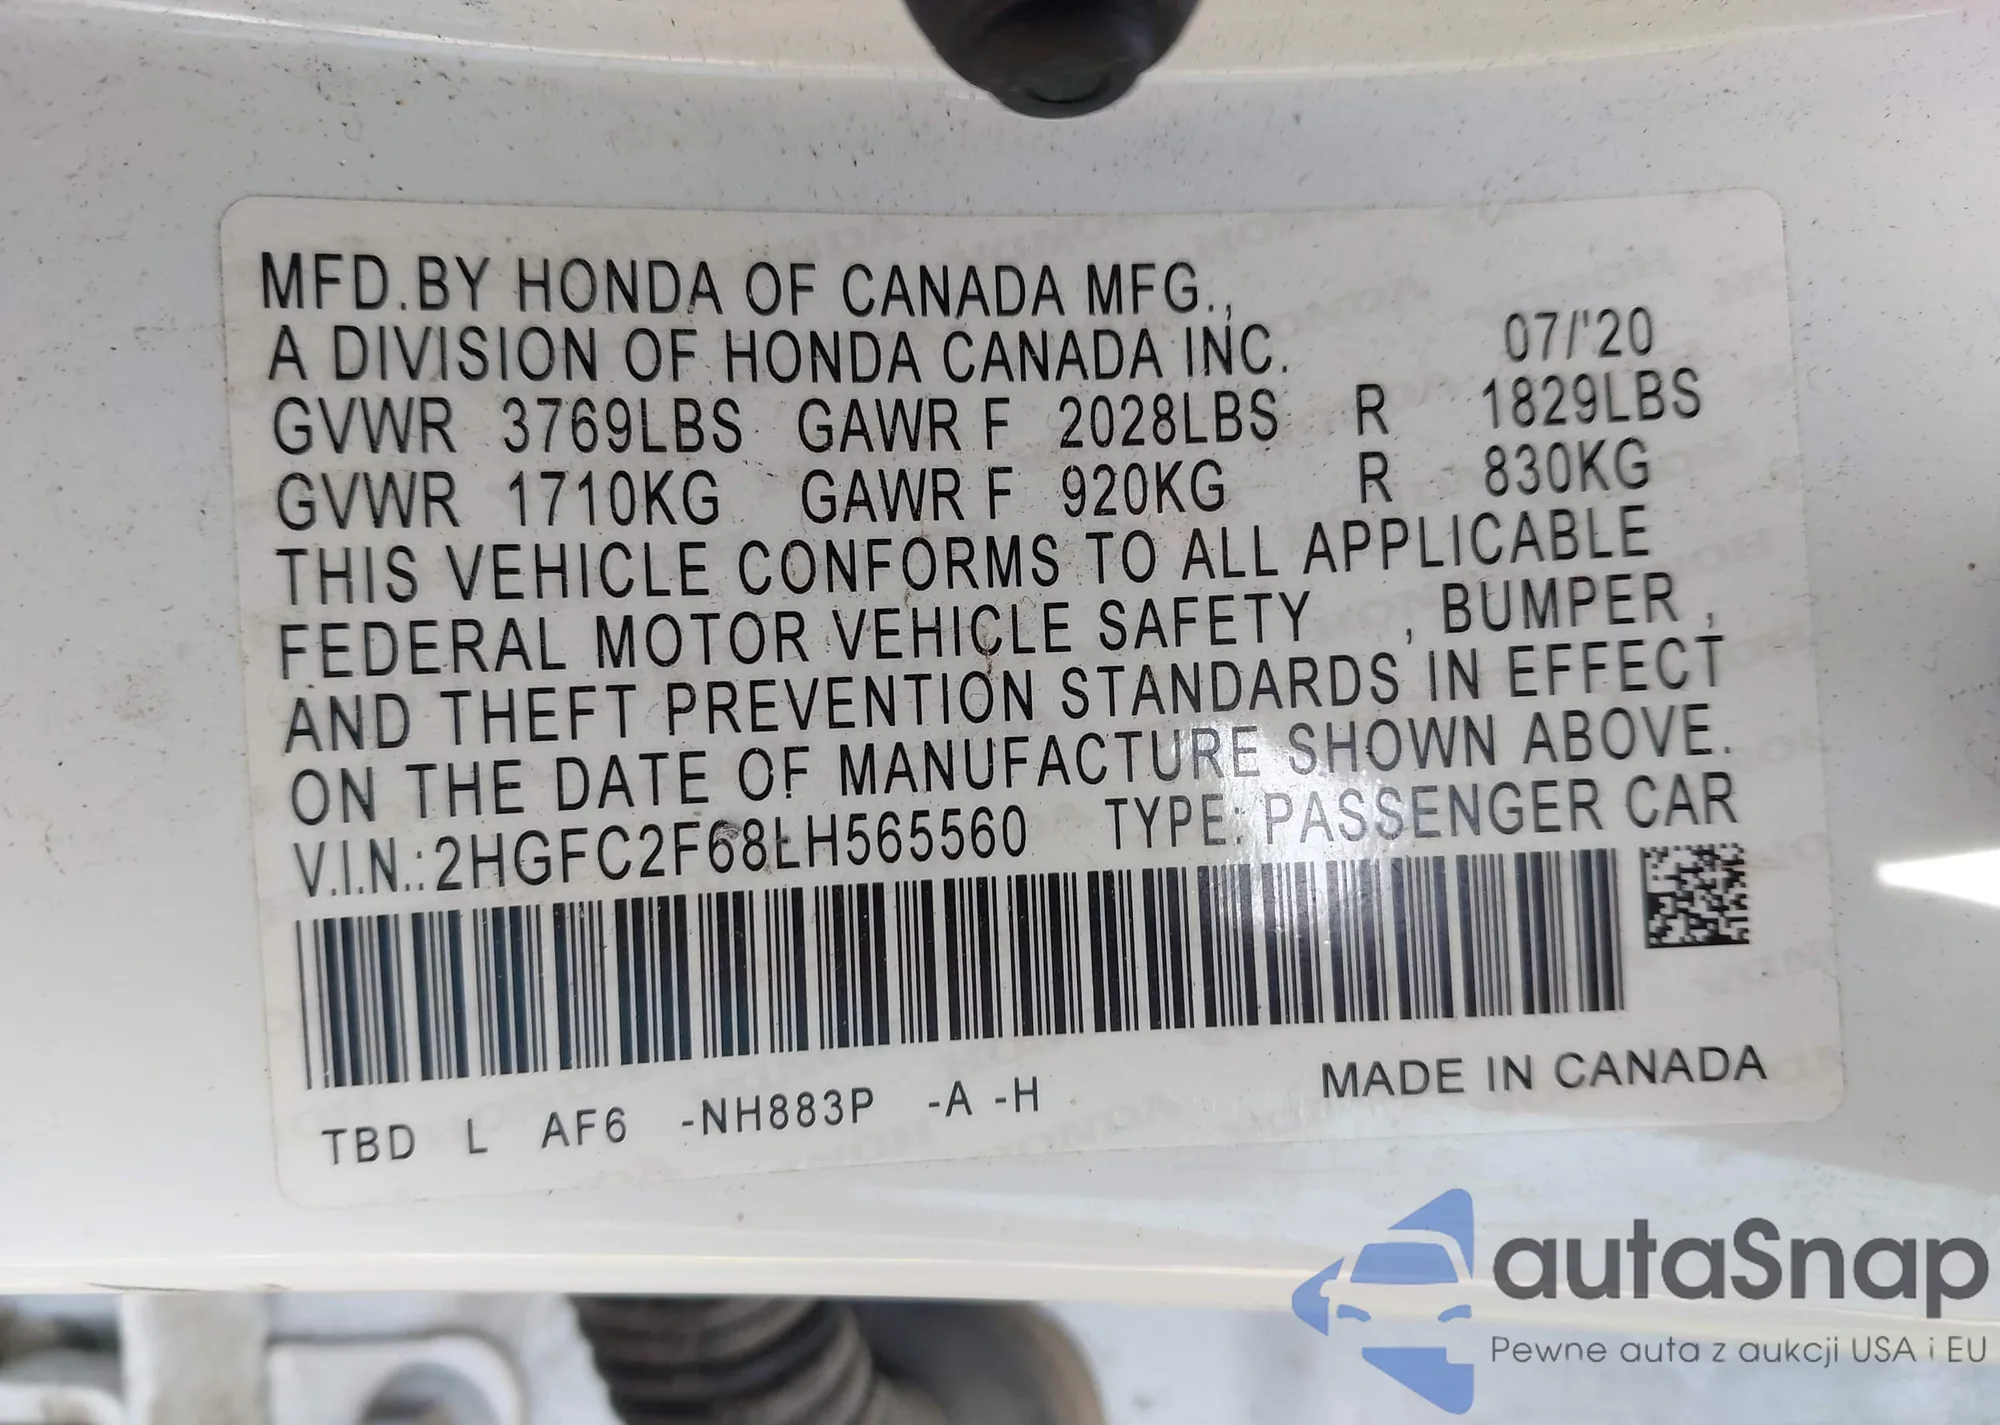 MFD.BY HONDA OF CANADA MFG.,
A DIVISION OF HONDA CANADA INC. 07/'20
GVWR 3769LBS GAWR F 2028LBS R 1829LBS
GVWR 1710KG GAWR F 920KG R 830KG
THIS VEHICLE CONFORMS TO ALL APPLICABLE
FEDERAL MOTOR VEHICLE SAFETY , BUMPER ,
AND THEFT PREVENTION STANDARDS IN EFFECT
ON THE DATE OF MANUFACTURE SHOWN ABOVE.
V.I.N.:2HGFC2F68LH565560 TYPE: PASSENGER CAR
TBD L AF6 -NH883P -A -H MADE IN CANADA
autaSnap
Pewne auta z aukcji USA i EU